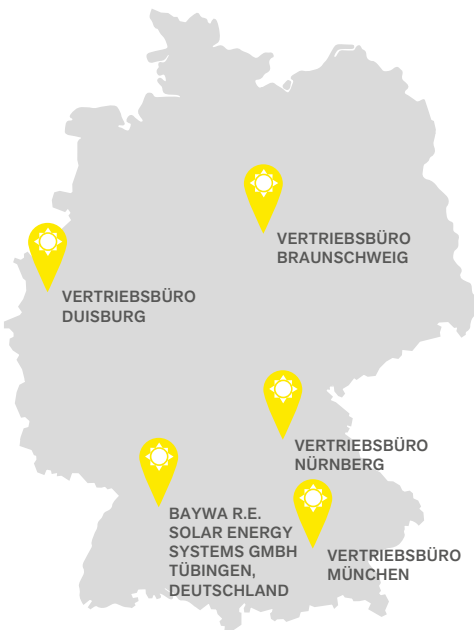 VERTRIEBSBÜRO
BRAUNSCHWEIG
VERTRIEBSBÜRO
DUISBURG
VERTRIEBSBÜRO
NÜRNBERG
BAYWA R.E.
SOLAR ENERGY
SYSTEMS GMBH
TÜBINGEN,
DEUTSCHLAND
VERTRIEBSBÜRO
MÜNCHEN